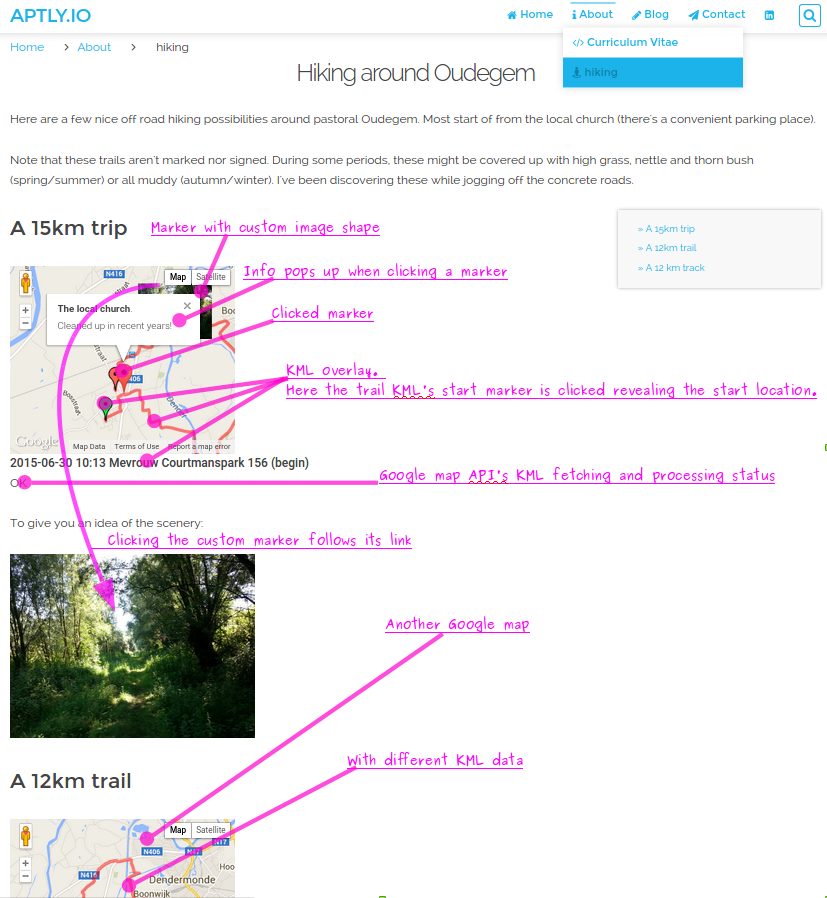 APTLY.IO
Home
About
Blog
Contact
Curriculum Vitae
hiking
Home > About > hiking
Hiking around Oudegem
Here are a few nice off road hiking possibilities around pastoral Oudegem. Most start of from the local church (there's a convenient parking place).
Note that these trails aren't marked nor signed. During some periods, these might be covered up with high grass, nettle and thorn bush
(spring/summer) or all muddy (autumn/winter). I've been discovering these while jogging off the concrete roads.
A 15km trip
» A 15km trip
» A 12km trail
» A 12 km track
Marker with custom image shape
Info pops up when clicking a marker
N416
Map
Satellite
The local church.
Cleaned up in recent years!
Clicked marker
KML overlay.
Here the trail KML's start marker is clicked revealing the start location.
Dender
Google
Map Data
Terms of Use
Report a map error
2015-06-30 10:13 Mevrouw Courtmanspark 156 (begin)
OK
Google map API's KML fetching and processing status
To give you an idea of the scenery:
Clicking the custom marker follows its link
Another Google map
With different KML data
A 12km trail
Map
Satellite
N406
N416
Dendermonde
Boonwijk